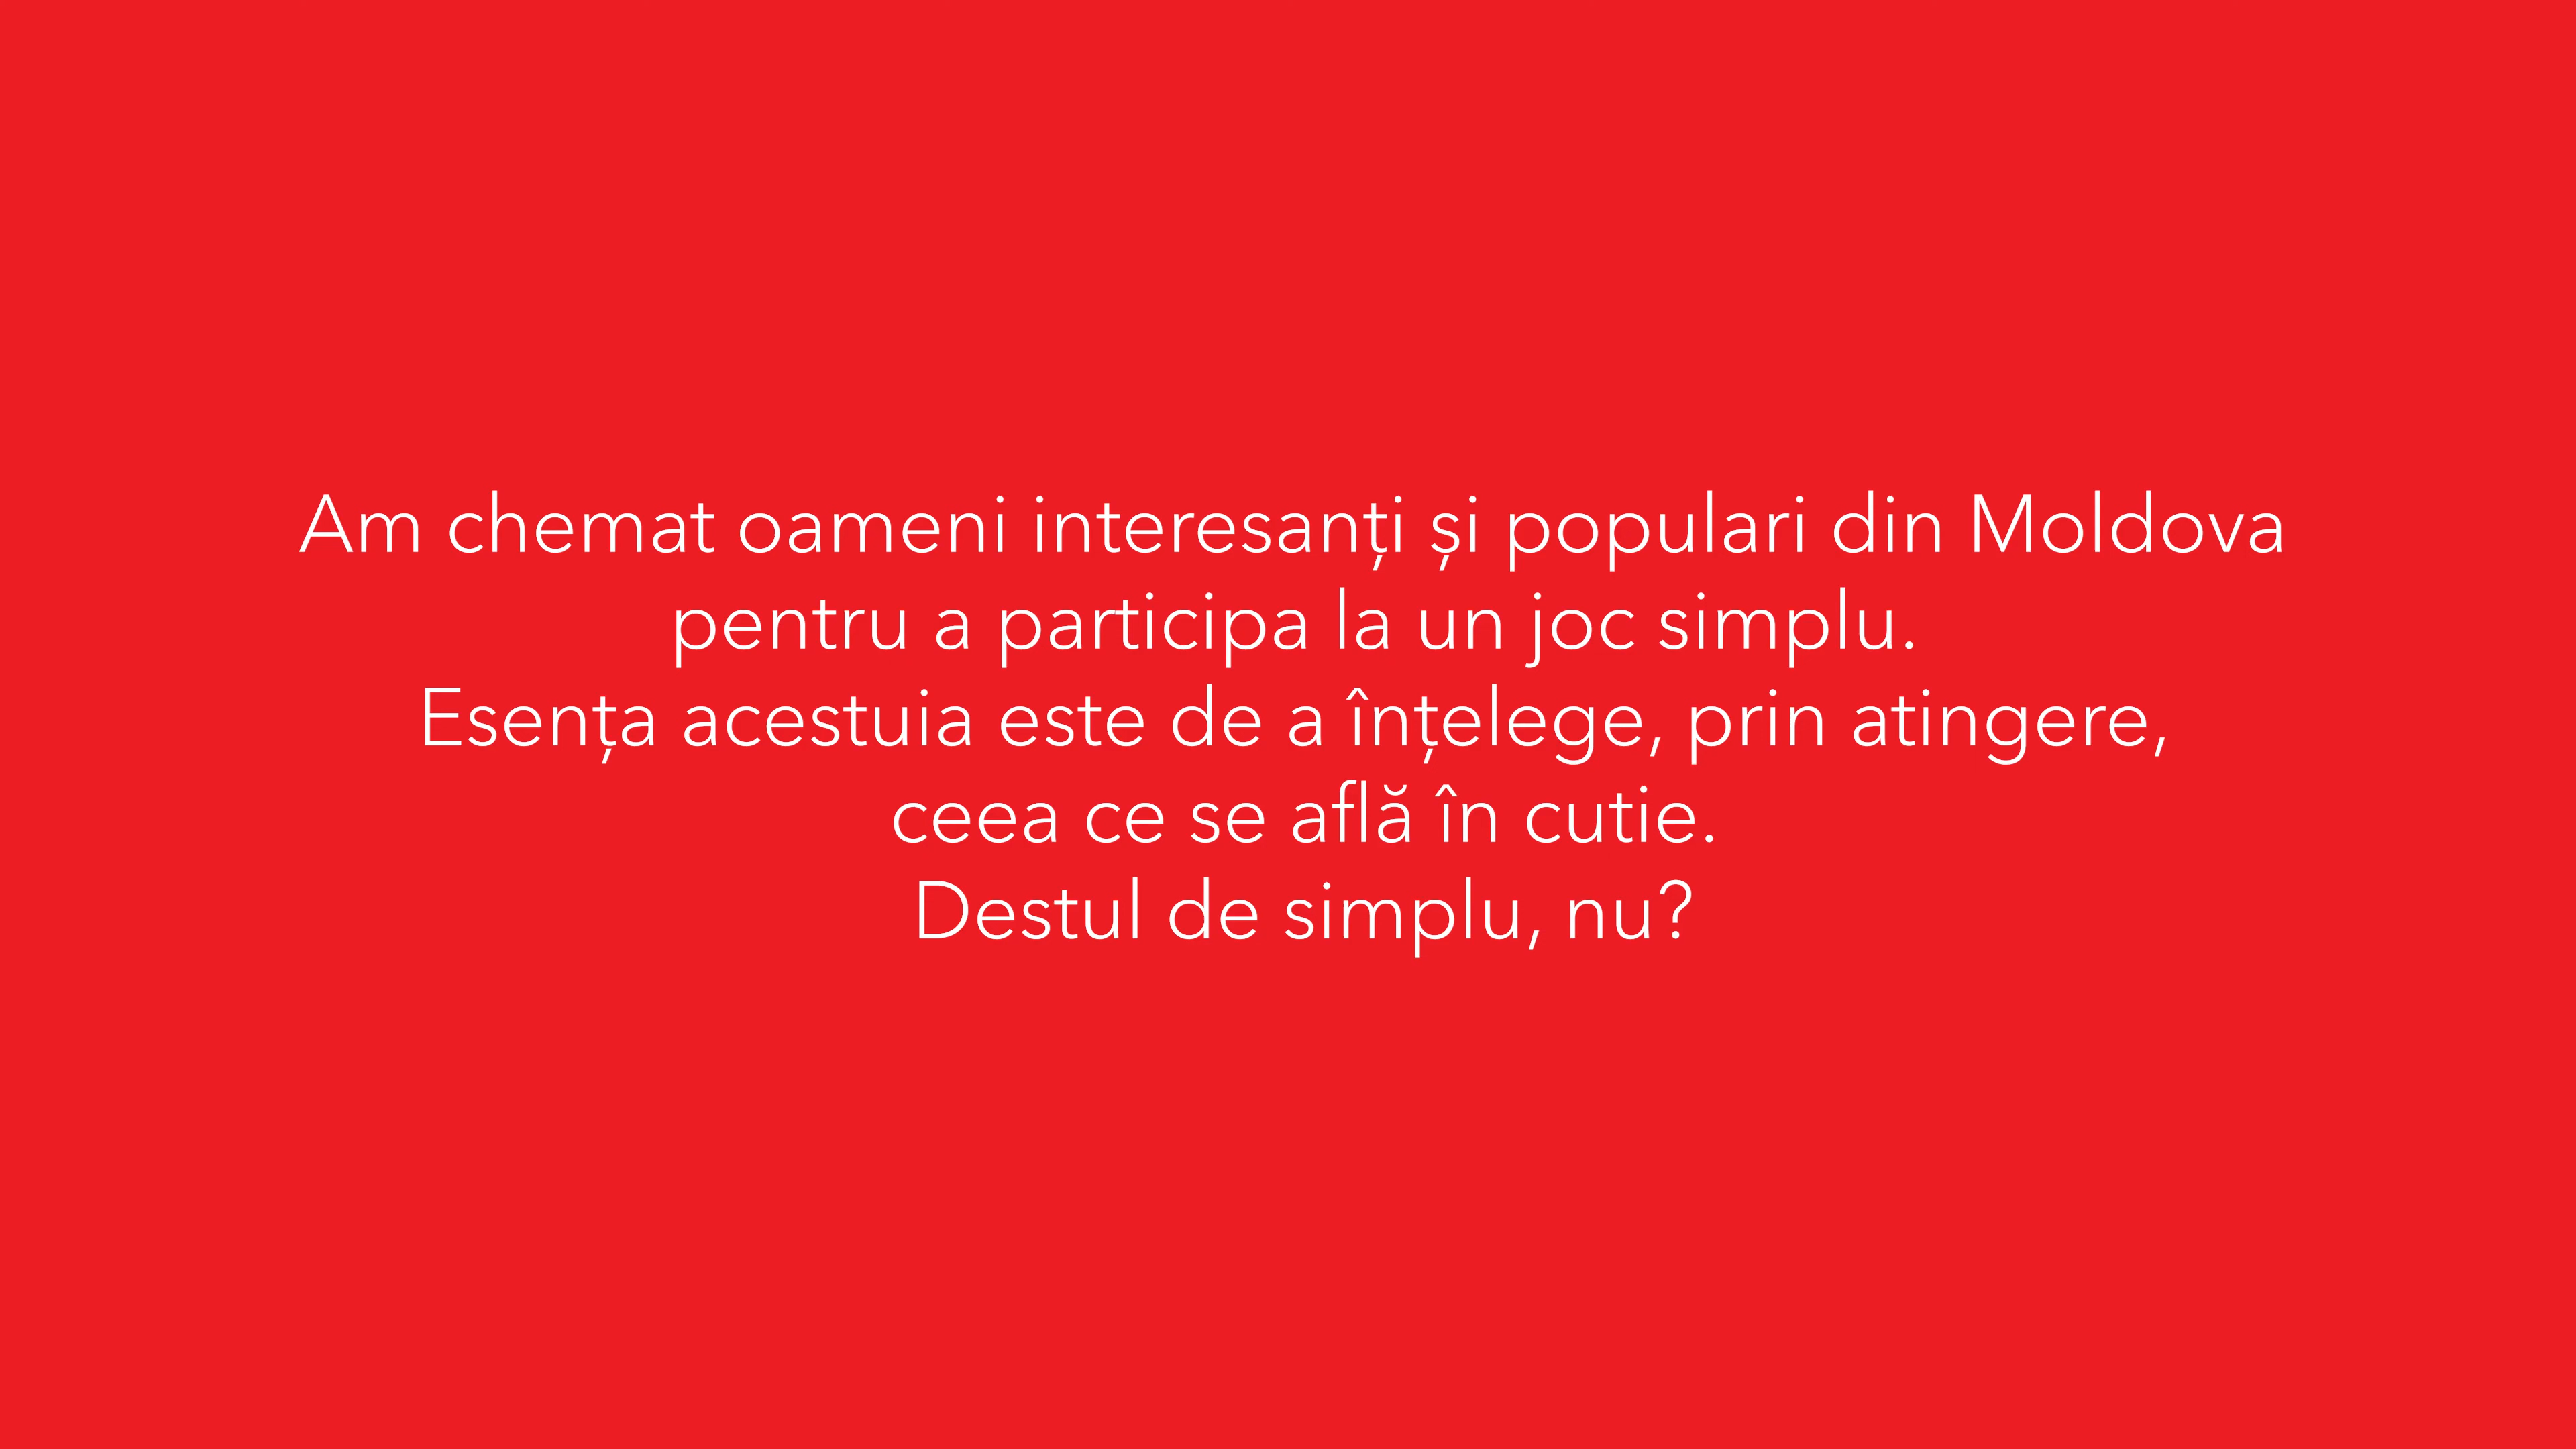 Am chemat oameni interesanți și populari din Moldova
pentru a participa la un joc simplu.
Esența acestuia este de a înțelege, prin atingere,
ceea ce se află în cutie.
Destul de simplu, nu?